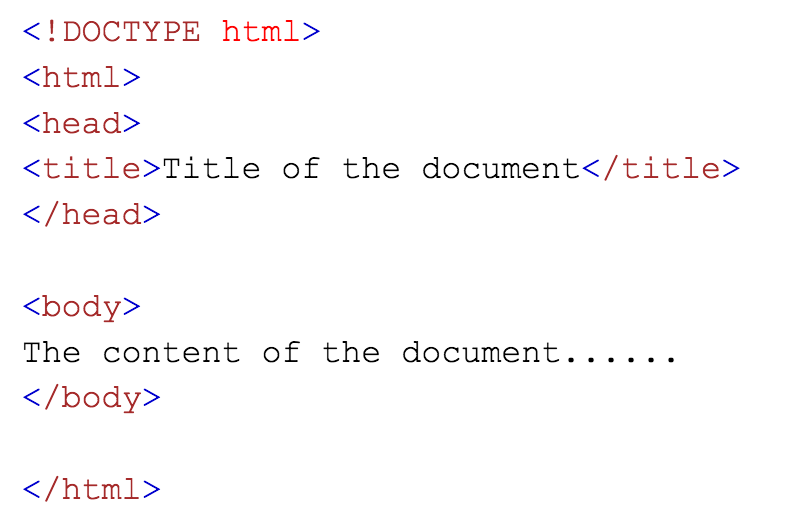 <!DOCTYPE html>
<html>
<head>
<title>Title of the document</title>
</head>
<body>
The content of the document......
</body>
</html>